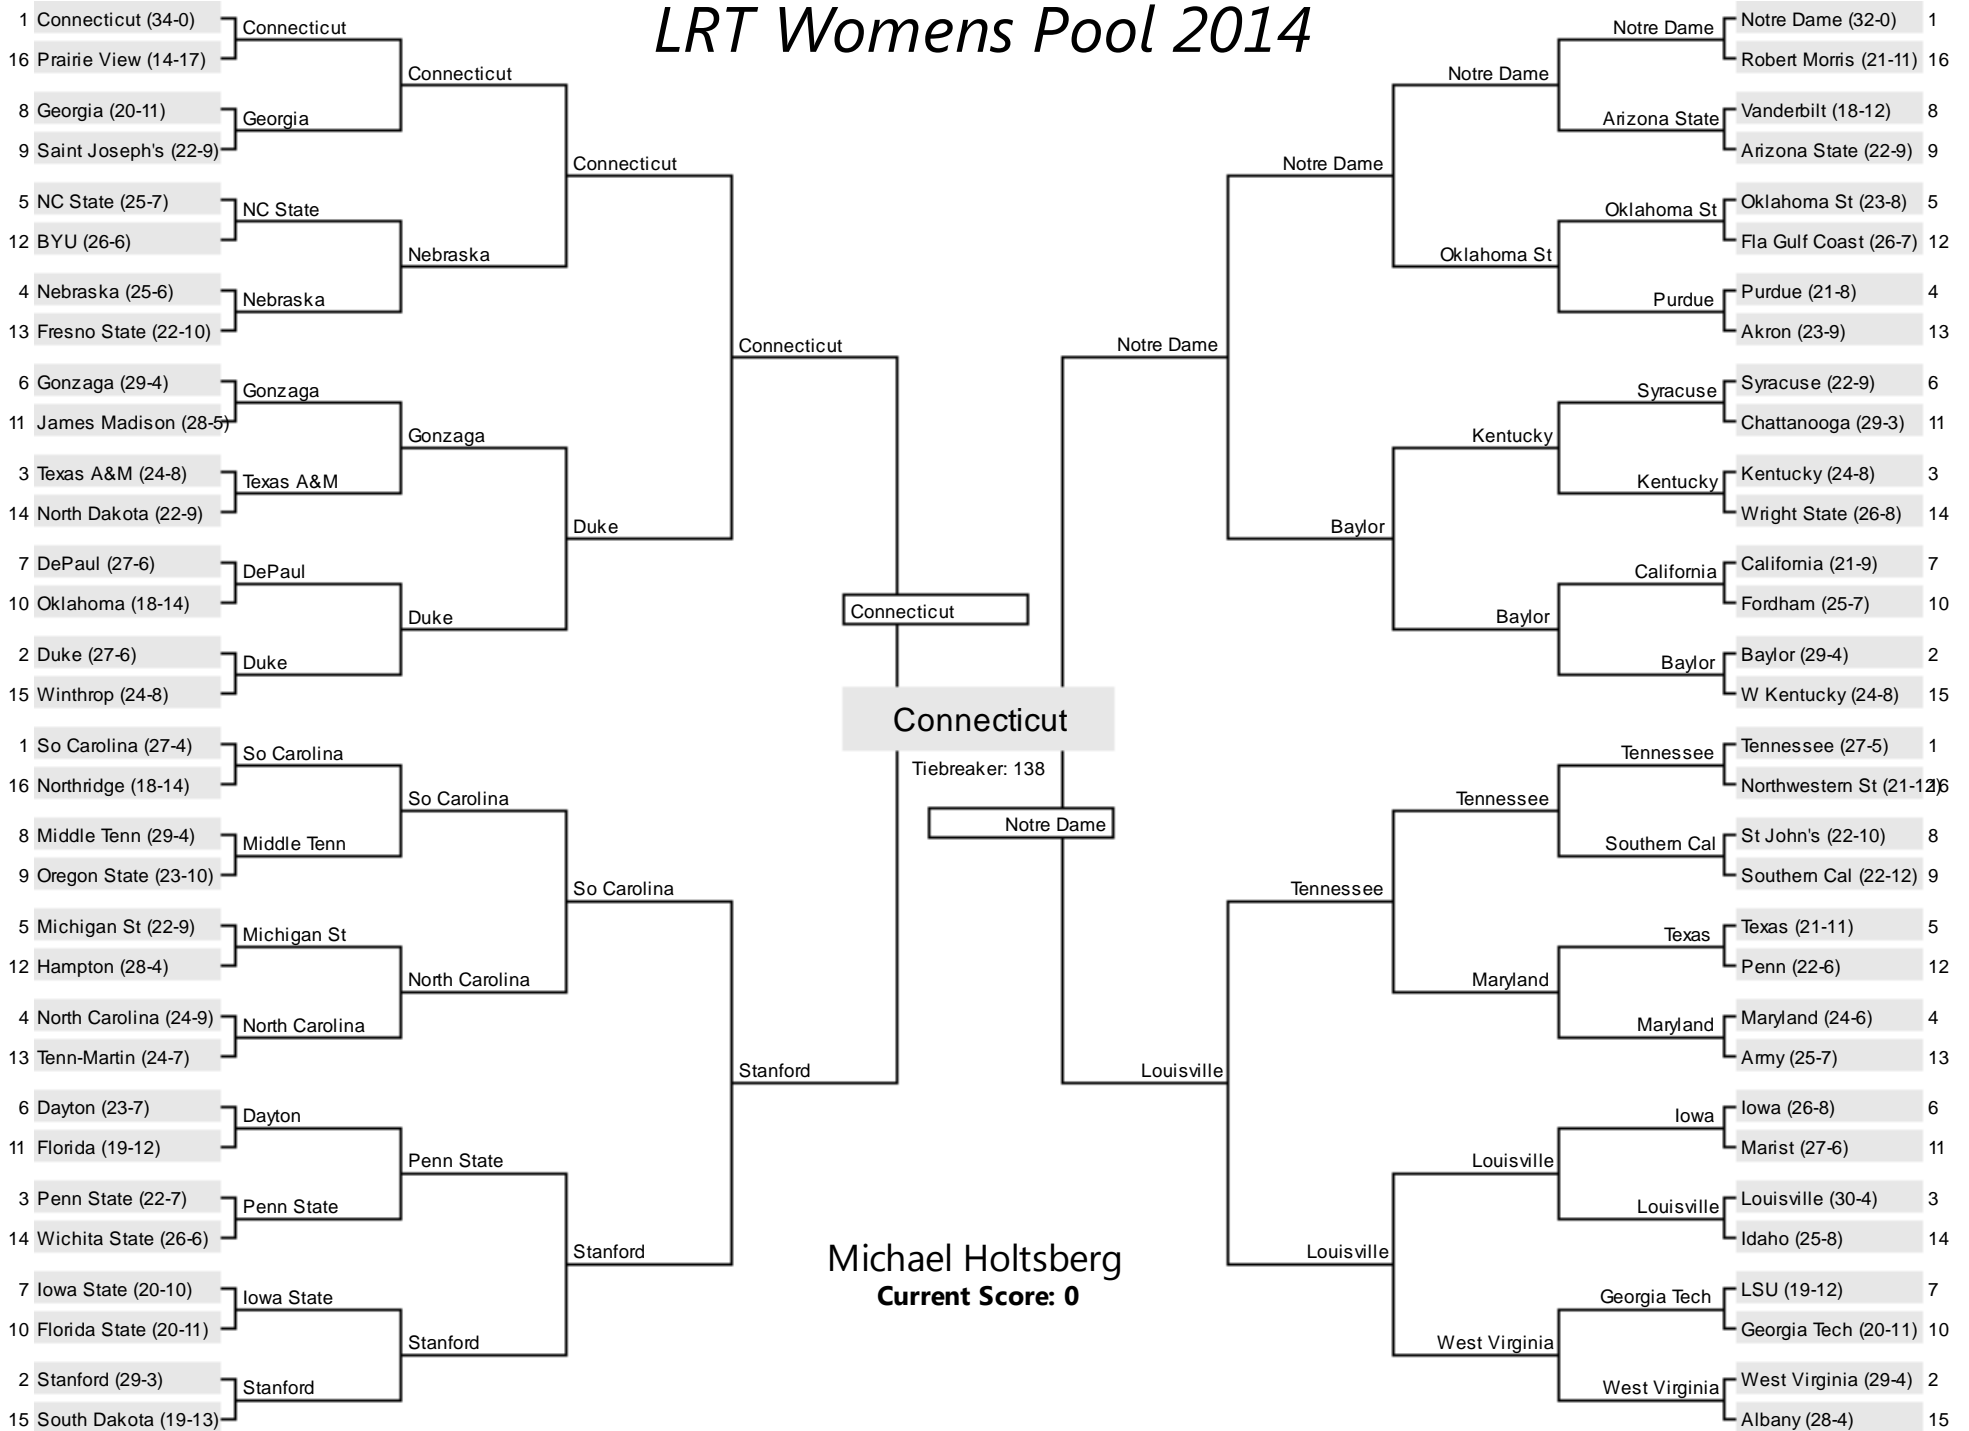 LRT Womens Pool 2014
1 Connecticut (34-0)
16 Prairie View (14-17)
8 Georgia (20-11)
9 Saint Joseph's (22-9)
5 NC State (25-7)
12 BYU (26-6)
4 Nebraska (25-6)
13 Fresno State (22-10)
6 Gonzaga (29-4)
11 James Madison (28-5)
3 Texas A&M (24-8)
14 North Dakota (22-9)
7 DePaul (27-6)
10 Oklahoma (18-14)
2 Duke (27-6)
15 Winthrop (24-8)
1 So Carolina (27-4)
16 Northridge (18-14)
8 Middle Tenn (29-4)
9 Oregon State (23-10)
5 Michigan St (22-9)
12 Hampton (28-4)
4 North Carolina (24-9)
13 Tenn-Martin (24-7)
6 Dayton (23-7)
11 Florida (19-12)
3 Penn State (22-7)
14 Wichita State (26-6)
7 Iowa State (20-10)
10 Florida State (20-11)
2 Stanford (29-3)
15 South Dakota (19-13)
Connecticut
Georgia
NC State
Nebraska
Gonzaga
Texas A&M
DePaul
Duke
So Carolina
Middle Tenn
Michigan St
North Carolina
Dayton
Penn State
Iowa State
Stanford
Connecticut
Nebraska
Gonzaga
Duke
So Carolina
North Carolina
Penn State
Stanford
Connecticut
Duke
So Carolina
Stanford
Connecticut
Stanford
Connecticut
Connecticut
Tiebreaker: 138
Notre Dame
Michael Holtsberg
Current Score: 0
Notre Dame
Louisville
Notre Dame
Baylor
Tennessee
Louisville
Notre Dame
Oklahoma St
Kentucky
Baylor
Tennessee
Maryland
Louisville
West Virginia
Notre Dame
Arizona State
Oklahoma St
Purdue
Syracuse
Kentucky
California
Baylor
Tennessee
Southern Cal
Texas
Maryland
Iowa
Louisville
Georgia Tech
West Virginia
Notre Dame (32-0) 1
Robert Morris (21-11) 16
Vanderbilt (18-12) 8
Arizona State (22-9) 9
Oklahoma St (23-8) 5
Fla Gulf Coast (26-7) 12
Purdue (21-8) 4
Akron (23-9) 13
Syracuse (22-9) 6
Chattanooga (29-3) 11
Kentucky (24-8) 3
Wright State (26-8) 14
California (21-9) 7
Fordham (25-7) 10
Baylor (29-4) 2
W Kentucky (24-8) 15
Tennessee (27-5) 1
Northwestern St (21-12) 16
St John's (22-10) 8
Southern Cal (22-12) 9
Texas (21-11) 5
Penn (22-6) 12
Maryland (24-6) 4
Army (25-7) 13
Iowa (26-8) 6
Marist (27-6) 11
Louisville (30-4) 3
Idaho (25-8) 14
LSU (19-12) 7
Georgia Tech (20-11) 10
West Virginia (29-4) 2
Albany (28-4) 15